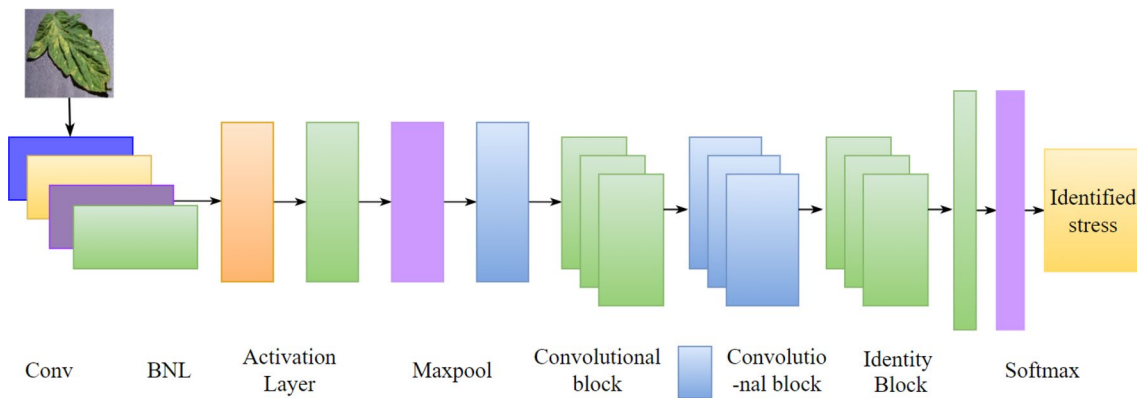 Identified
stress
Conv
BNL
Activation
Layer
Maxpool
Convolutional
block
Convolutio
-nal block
Identity
Block
Softmax